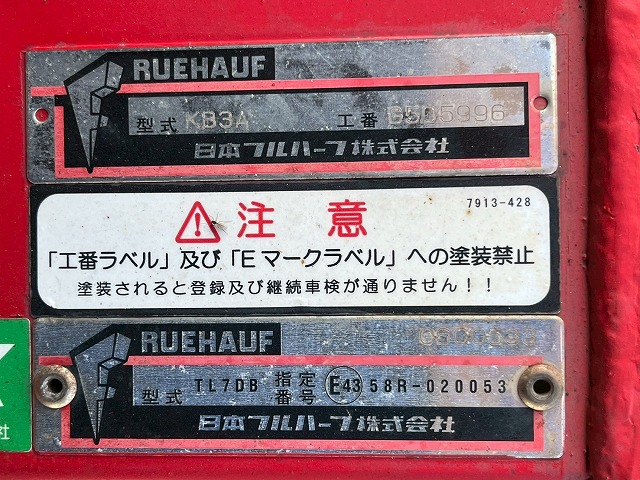 RUEHAUF
型式 KB3A 工番
日本フルハーフ株式会社
7913-428
注意
「工番ラベル」及び「Eマークラベル」への塗装禁止
塗装されると登録及び継続車検が通りません!!
RUEHAUF
型式 TL7DB 指定番号 E43 58R-020053
日本フルハーフ株式会社
社